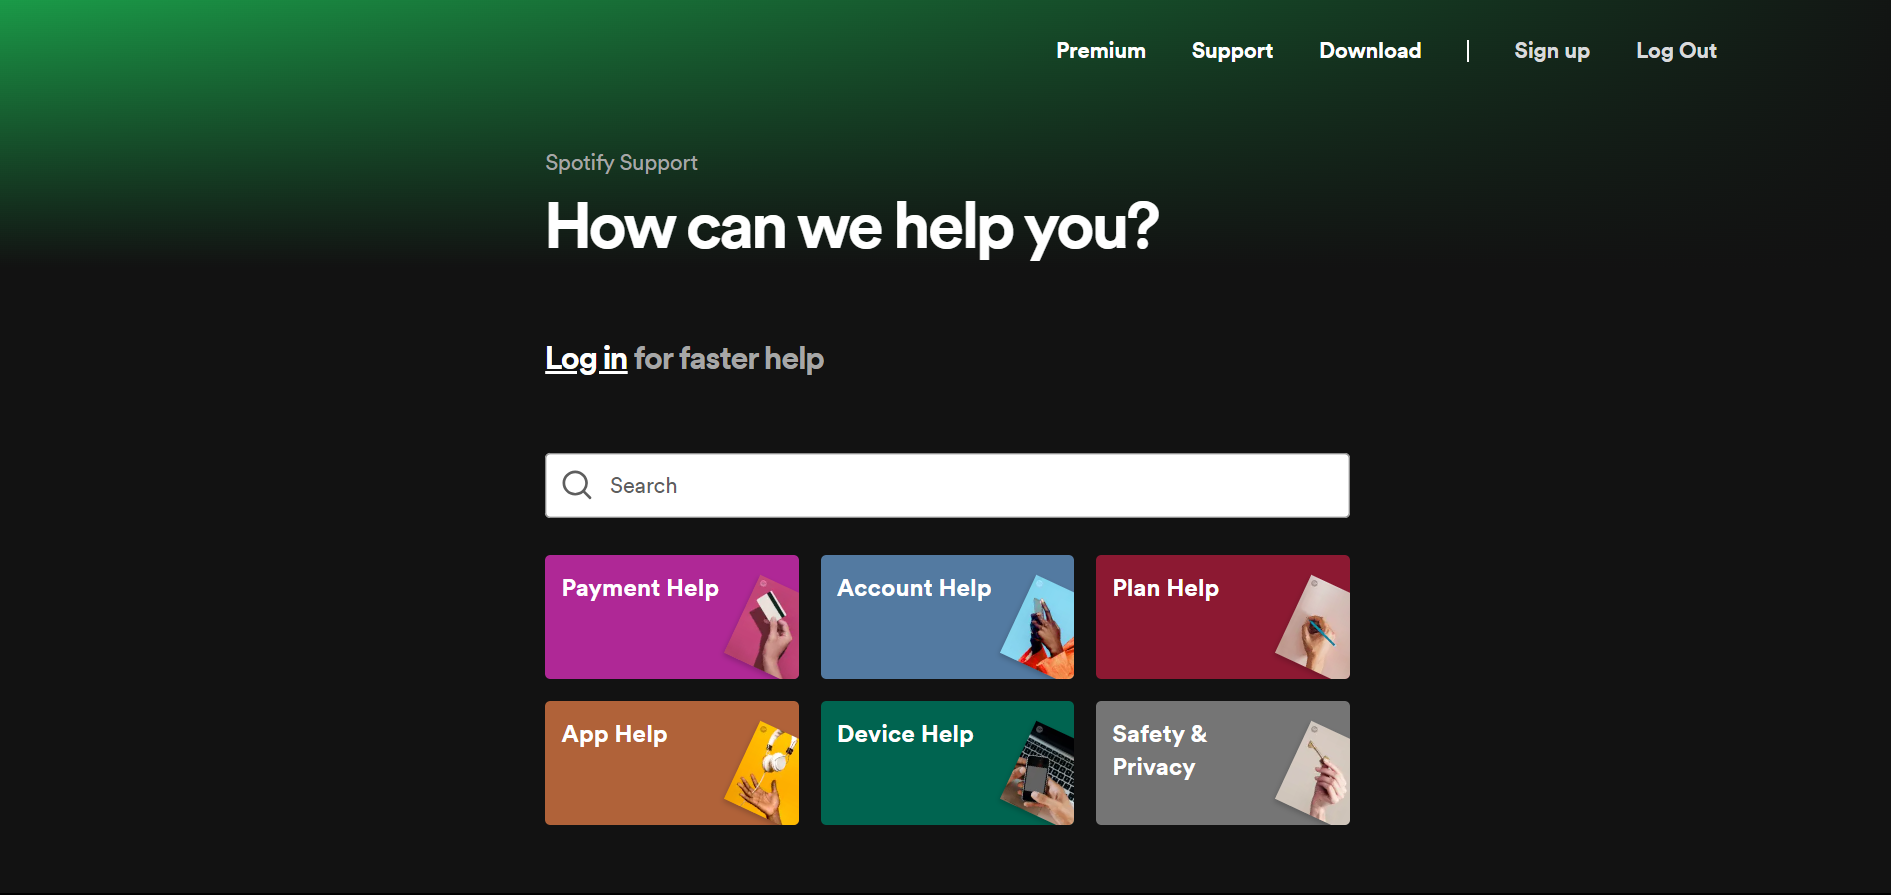 Premium Support Download | Sign up Log Out
Spotify Support
How can we help you?
Log in for faster help
Search
Payment Help
Account Help
Plan Help
App Help
Device Help
Safety &
Privacy